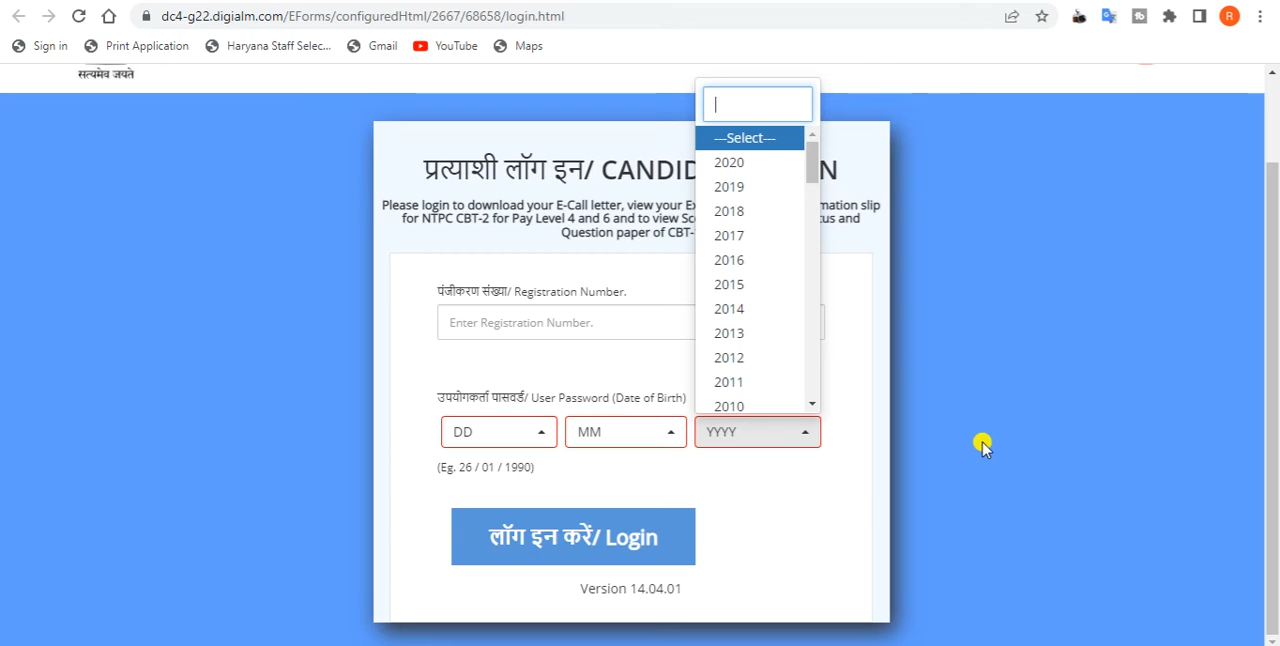 dc4-g22.digialm.com/EForms/configuredHtml/2667/68658/login.html
R
Sign in Print Application Haryana Staff Selec... Gmail YouTube Maps
सत्यमेव जयते
प्रत्याशी लॉग इन/ CANDID N
Please login to download your E-Call letter, view your Ex mation slip
for NTPC CBT-2 for Pay Level 4 and 6 and to view Sc tus and
Question paper of CBT-
---Select---
2020
2019
2018
2017
2016
2015
2014
2013
2012
2011
2010
पंजीकरण संख्या/ Registration Number.
Enter Registration Number.
उपयोगकर्ता पासवर्ड/ User Password (Date of Birth)
DD MM YYYY
(Eg. 26 / 01 / 1990)
लॉग इन करें/ Login
Version 14.04.01